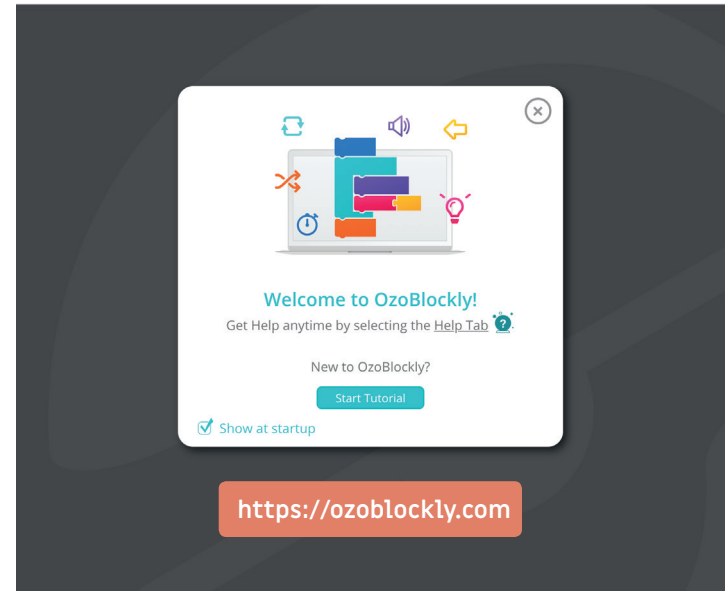 Welcome to OzoBlockly!
Get Help anytime by selecting the Help Tab ?
New to OzoBlockly?
Start Tutorial
Show at startup
https://ozoblockly.com